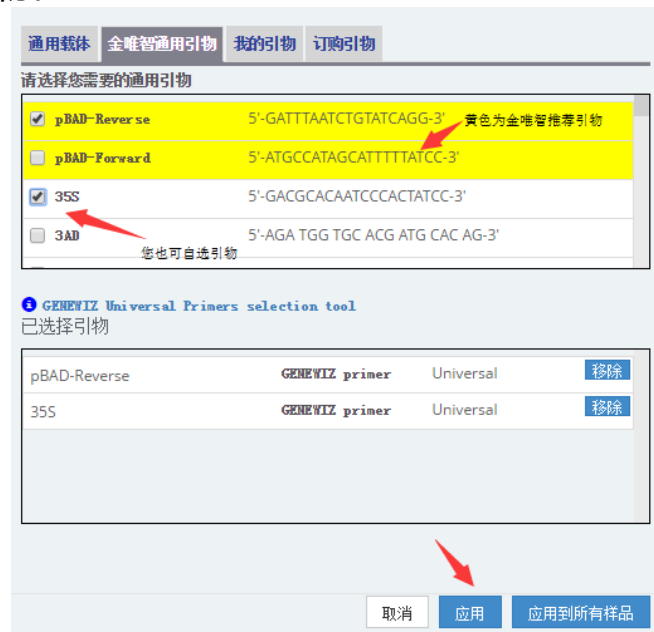 通用载体 金唯智通用引物 我的引物 订购引物
请选择您需要的通用引物
pBAD-Reverse 5'-GATTTAATCTGTATCAGG-3' 黄色为金唯智推荐引物
pBAD-Forward 5'-ATGCCATAGCATTTTTATCC-3'
35S 5'-GACGCACAATCCCACTATCC-3'
3AD 5'-AGA TGG TGC ACG ATG CAC AG-3'
您也可自选引物
GENEWIZ Universal Primers selection tool
已选择引物
pBAD-Reverse GENEWIZ primer Universal 移除
35S GENEWIZ primer Universal 移除
取消 应用 应用到所有样品